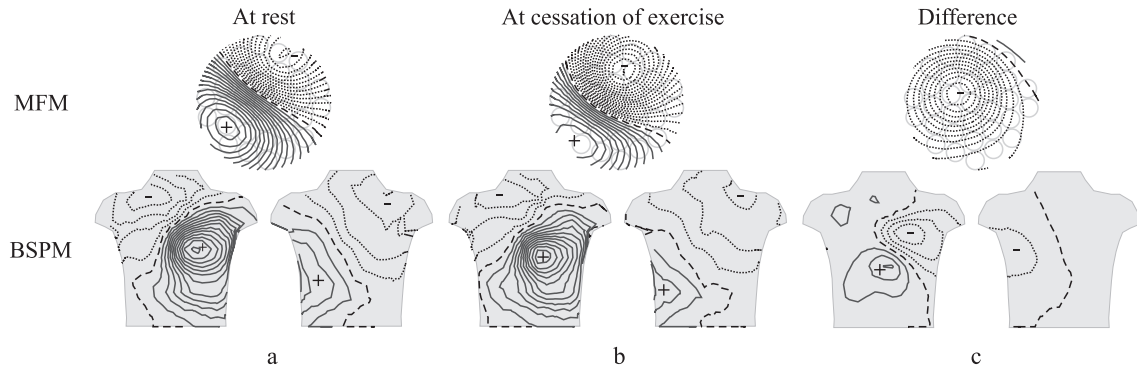 At rest
At cessation of exercise
Difference
MFM
BSPM
a
b
c